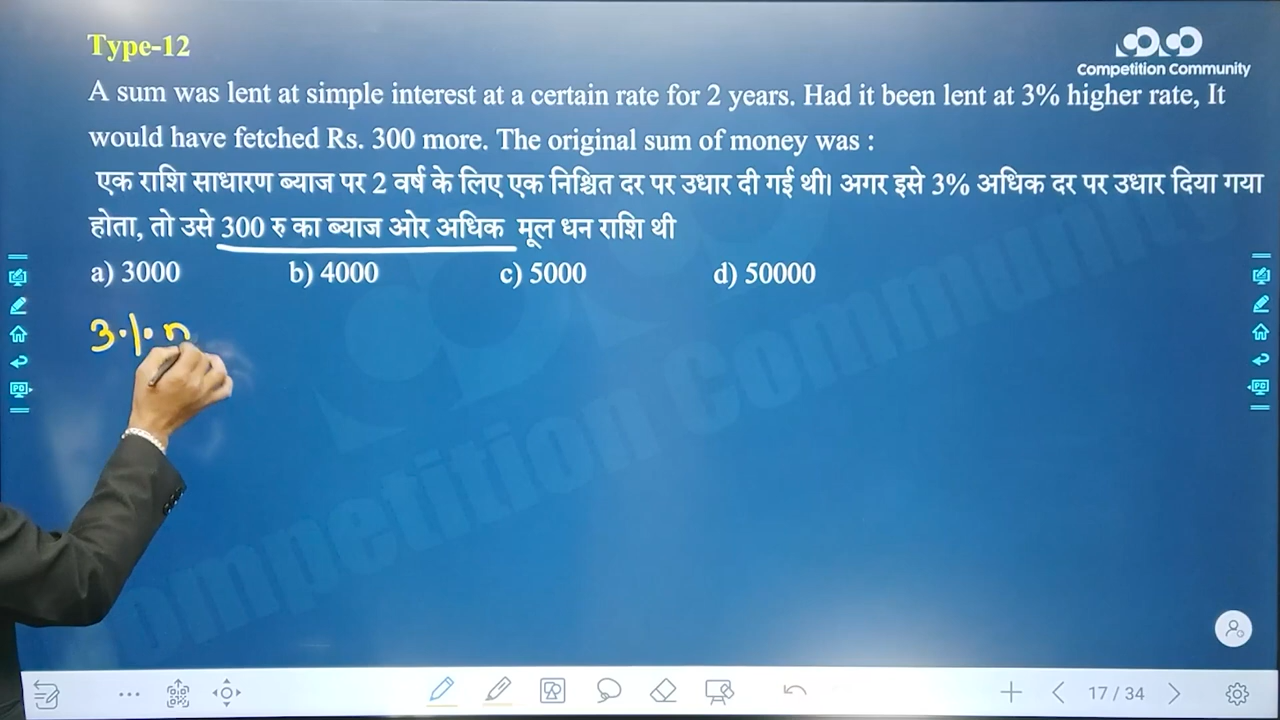 Type-12
Competition Community
A sum was lent at simple interest at a certain rate for 2 years. Had it been lent at 3% higher rate, It
would have fetched Rs. 300 more. The original sum of money was :
एक राशि साधारण ब्याज पर 2 वर्ष के लिए एक निश्चित दर पर उधार दी गई थी। अगर इसे 3% अधिक दर पर उधार दिया गया
होता, तो उसे 300 रु का ब्याज ओर अधिक मूल धन राशि थी
a) 3000 b) 4000 c) 5000 d) 50000
3%
Competition Community
17 / 34